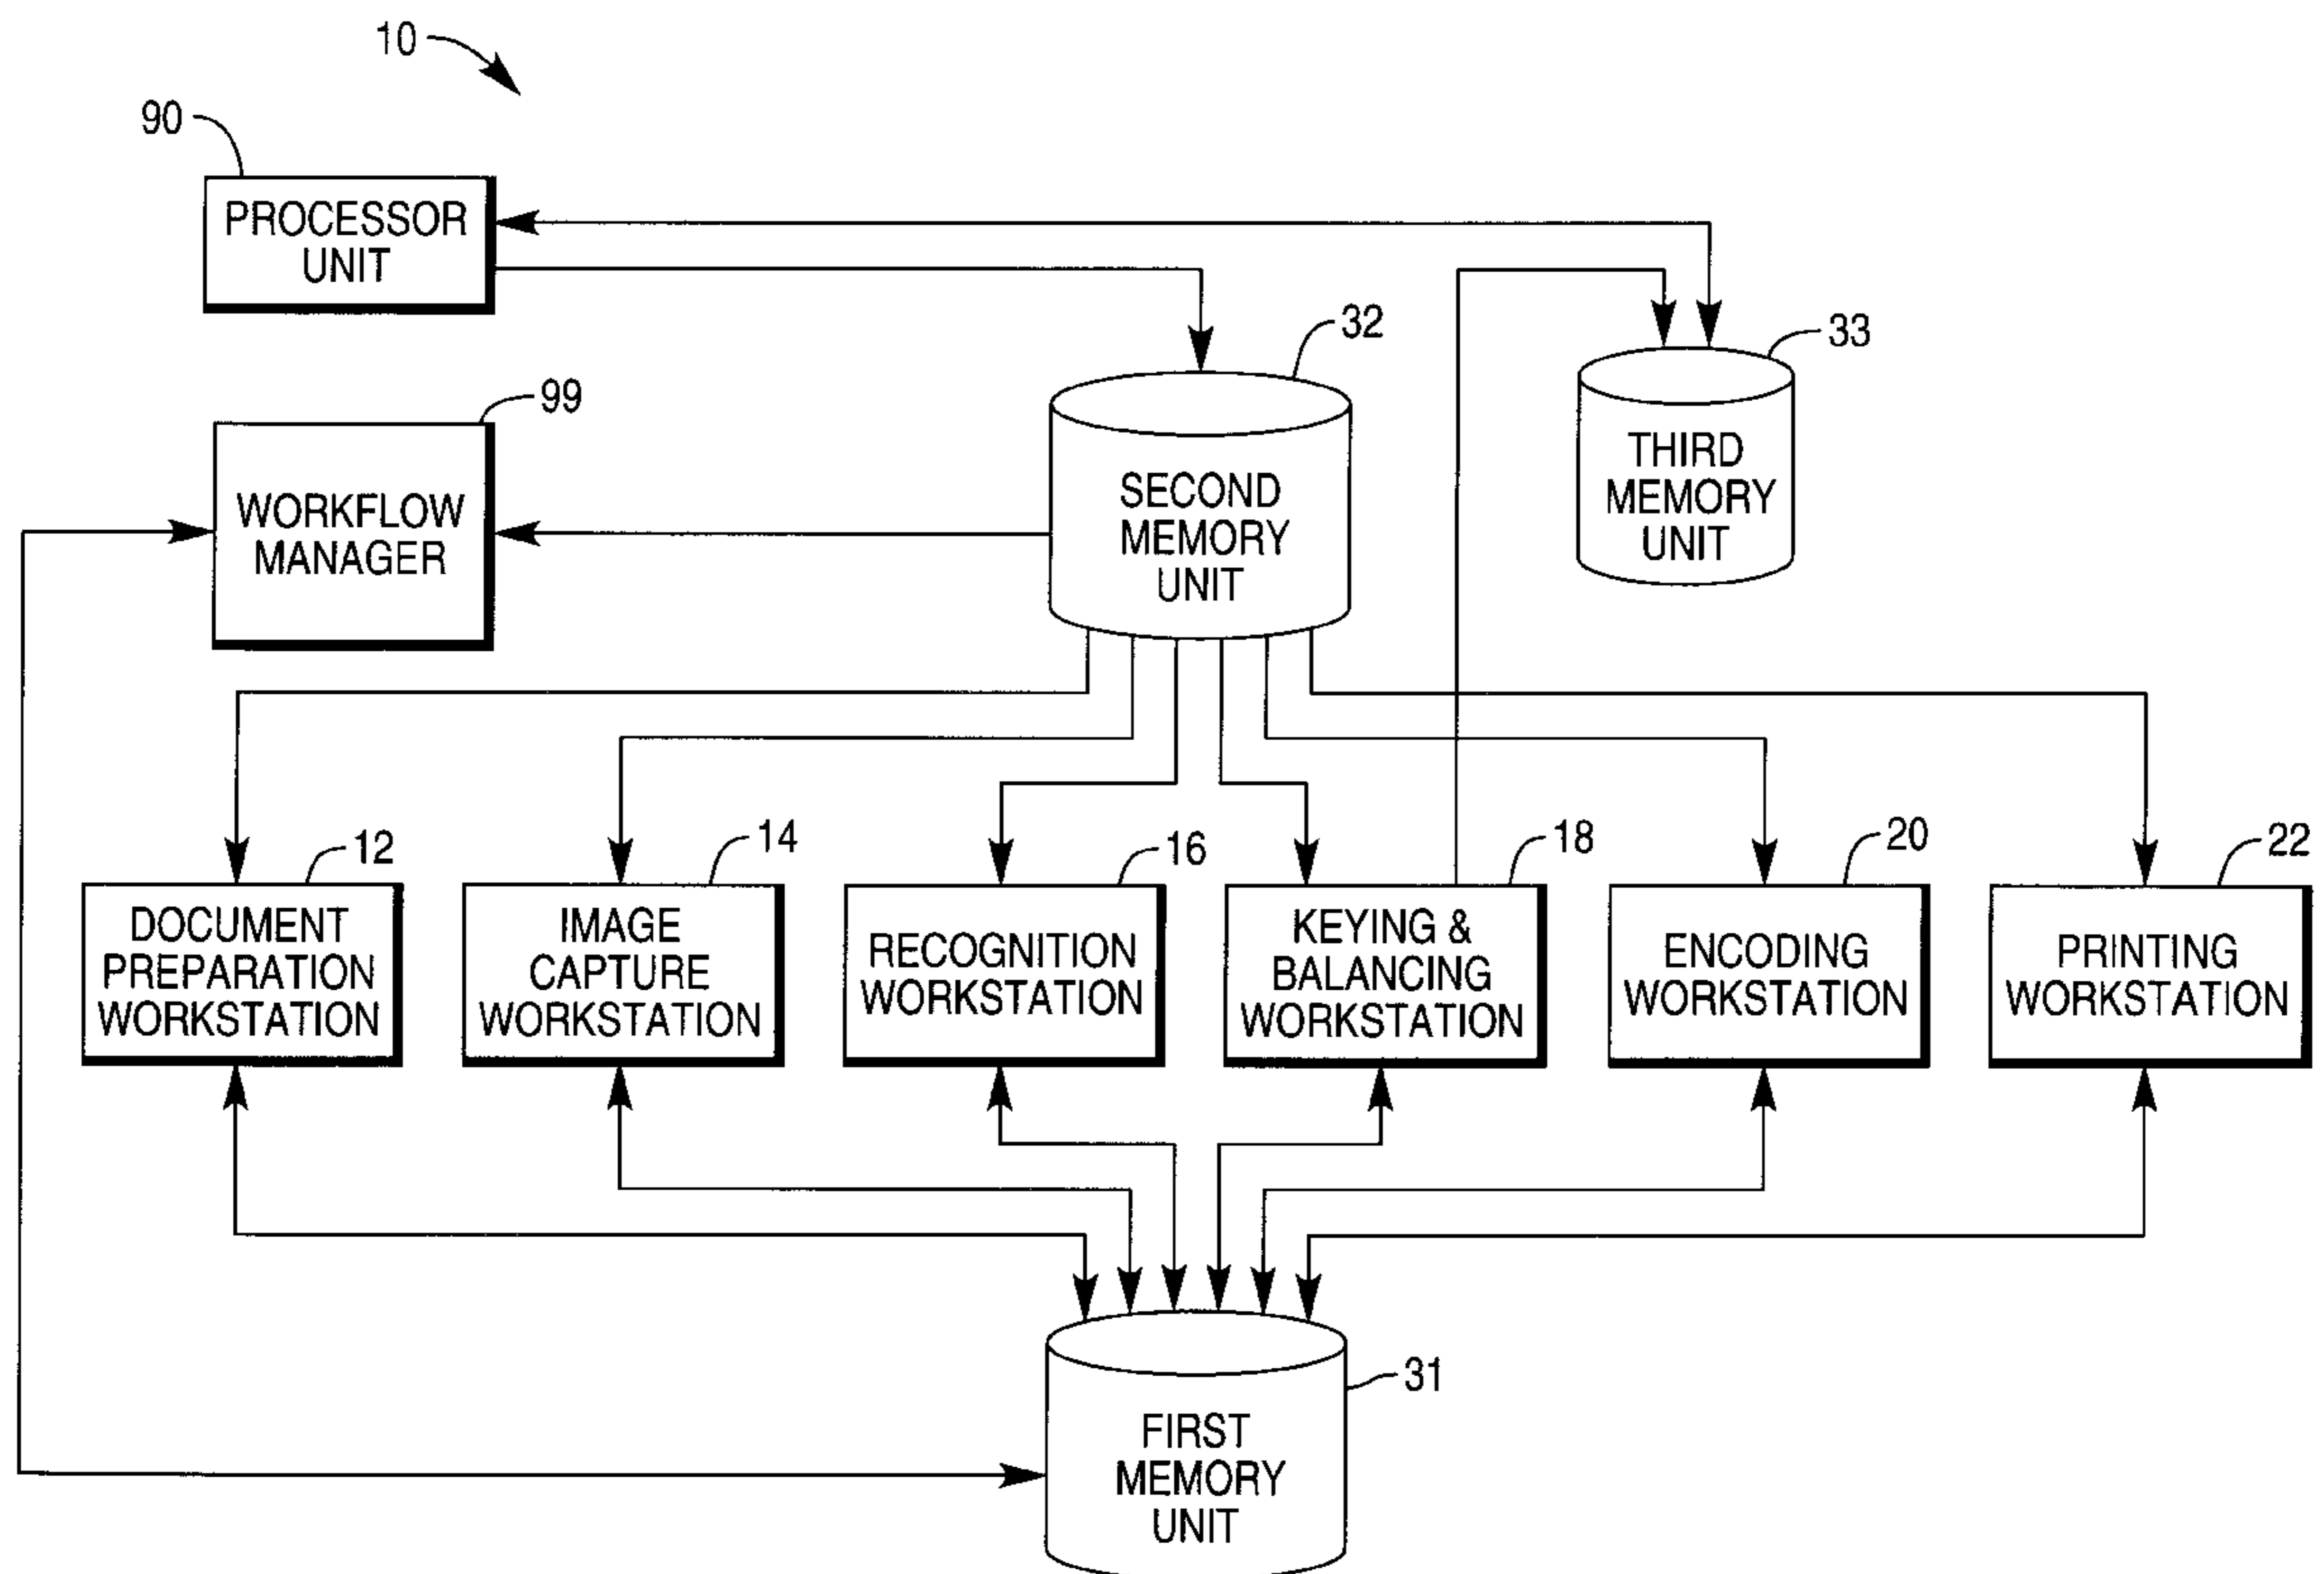 10
90
PROCESSOR
UNIT
32
33
99
THIRD
MEMORY
UNIT
SECOND
MEMORY
UNIT
WORKFLOW
MANAGER
12
14
16
18
20
22
DOCUMENT
PREPARATION
WORKSTATION
IMAGE
CAPTURE
WORKSTATION
RECOGNITION
WORKSTATION
KEYING &
BALANCING
WORKSTATION
ENCODING
WORKSTATION
PRINTING
WORKSTATION
31
FIRST
MEMORY
UNIT